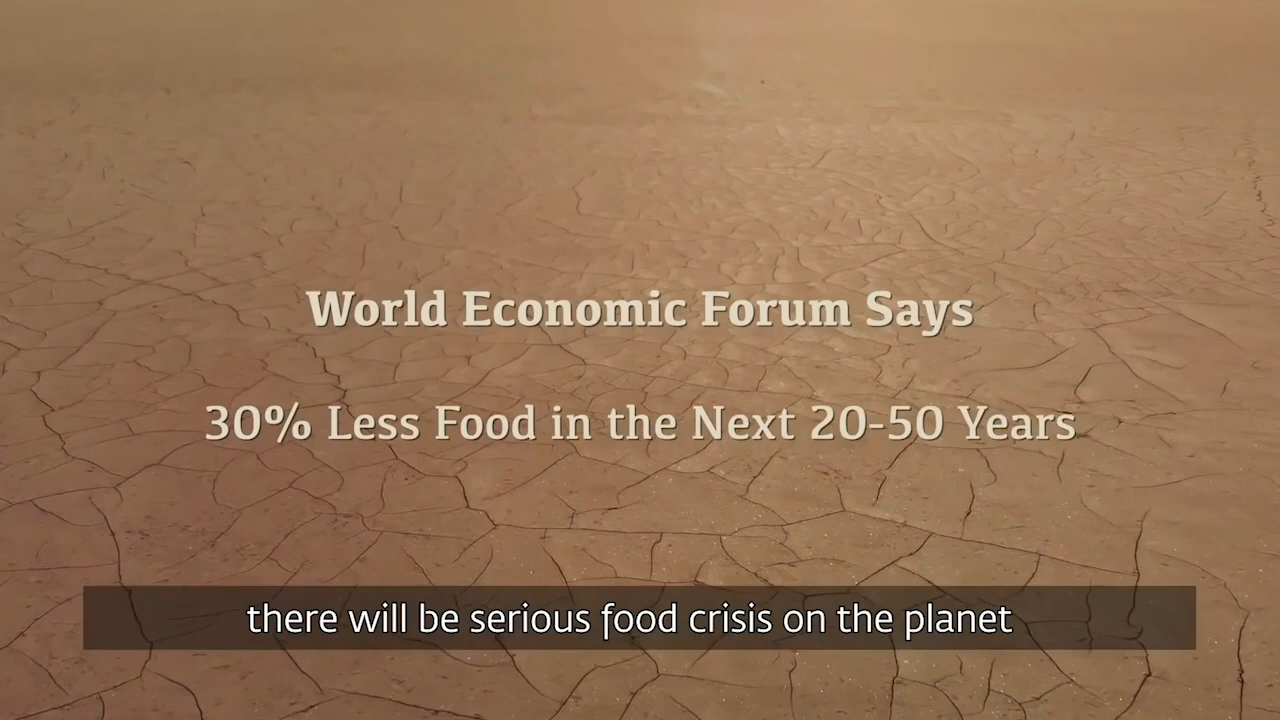 World Economic Forum Says
30% Less Food in the Next 20-50 Years
there will be serious food crisis on the planet